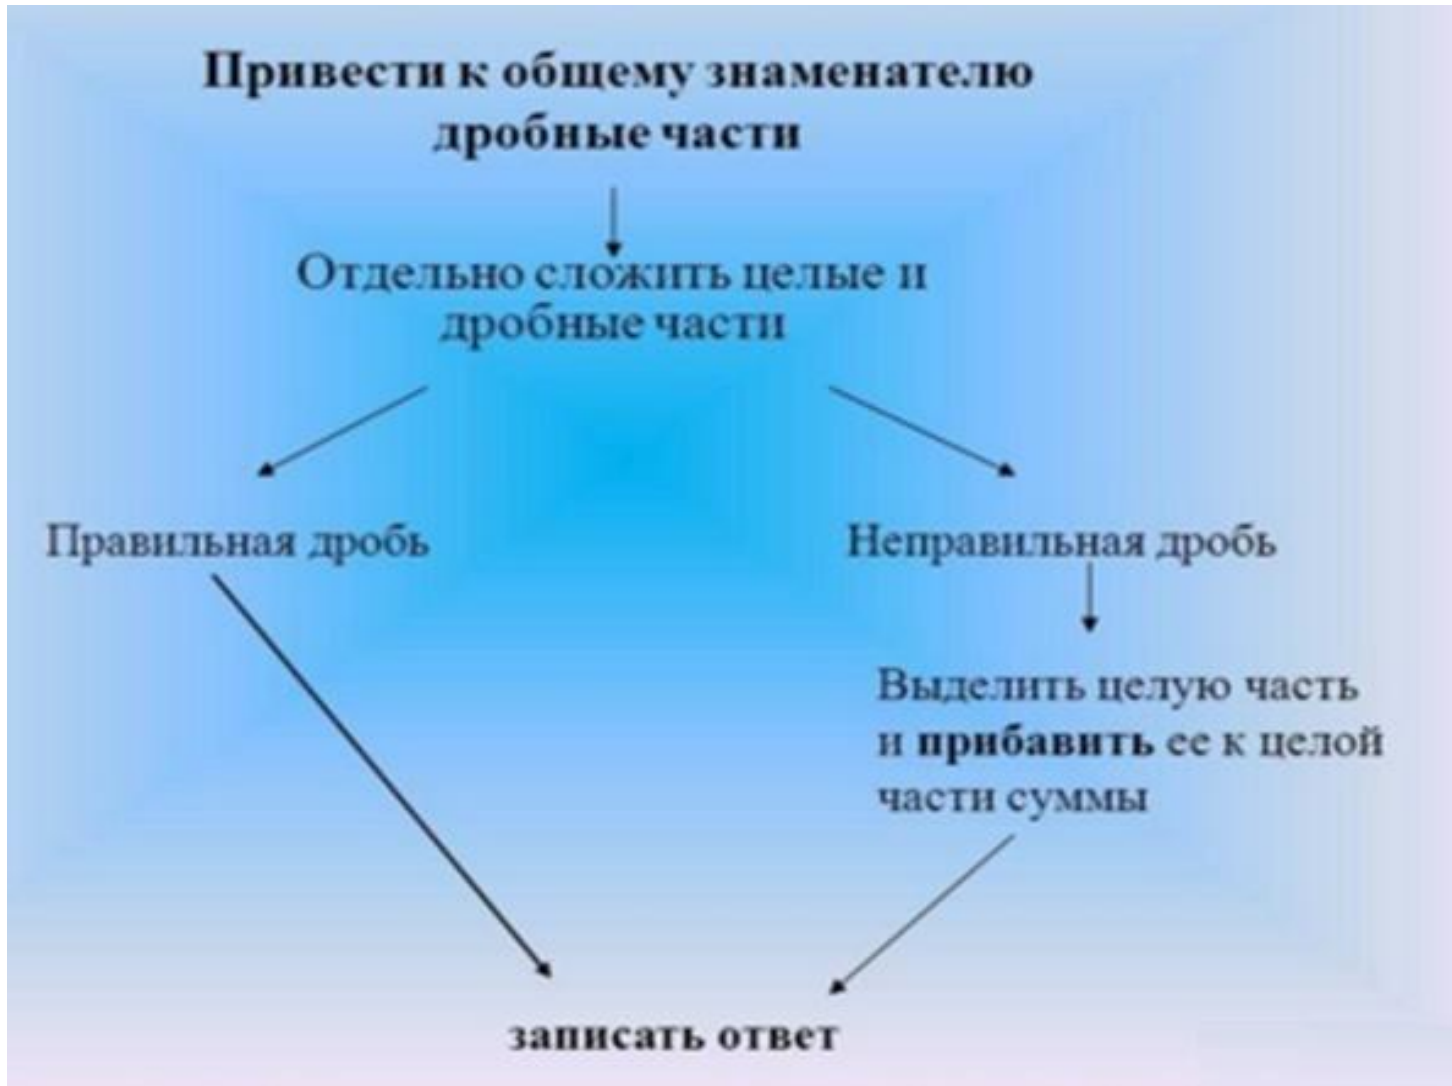 Привести к общему знаменателю
дробные части
Отдельно сложить целые и
дробные части
Правильная дробь
Неправильная дробь
Выделить целую часть
и прибавить ее к целой
части суммы
записать ответ